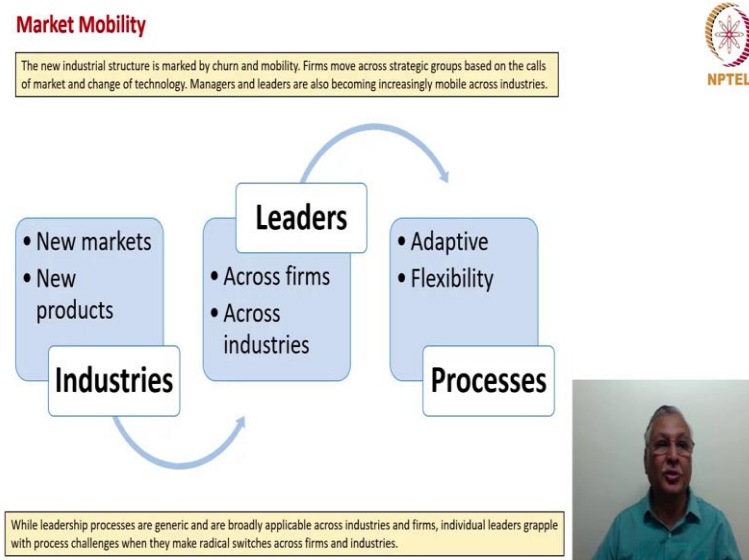 Market Mobility
NPTEL
The new industrial structure is marked by churn and mobility. Firms move across strategic groups based on the calls
of market and change of technology. Managers and leaders are also becoming increasingly mobile across industries.
• New markets
• New
products
Industries
Leaders
• Across firms
• Across
industries
• Adaptive
• Flexibility
Processes
While leadership processes are generic and are broadly applicable across industries and firms, individual leaders grapple
with process challenges when they make radical switches across firms and industries.